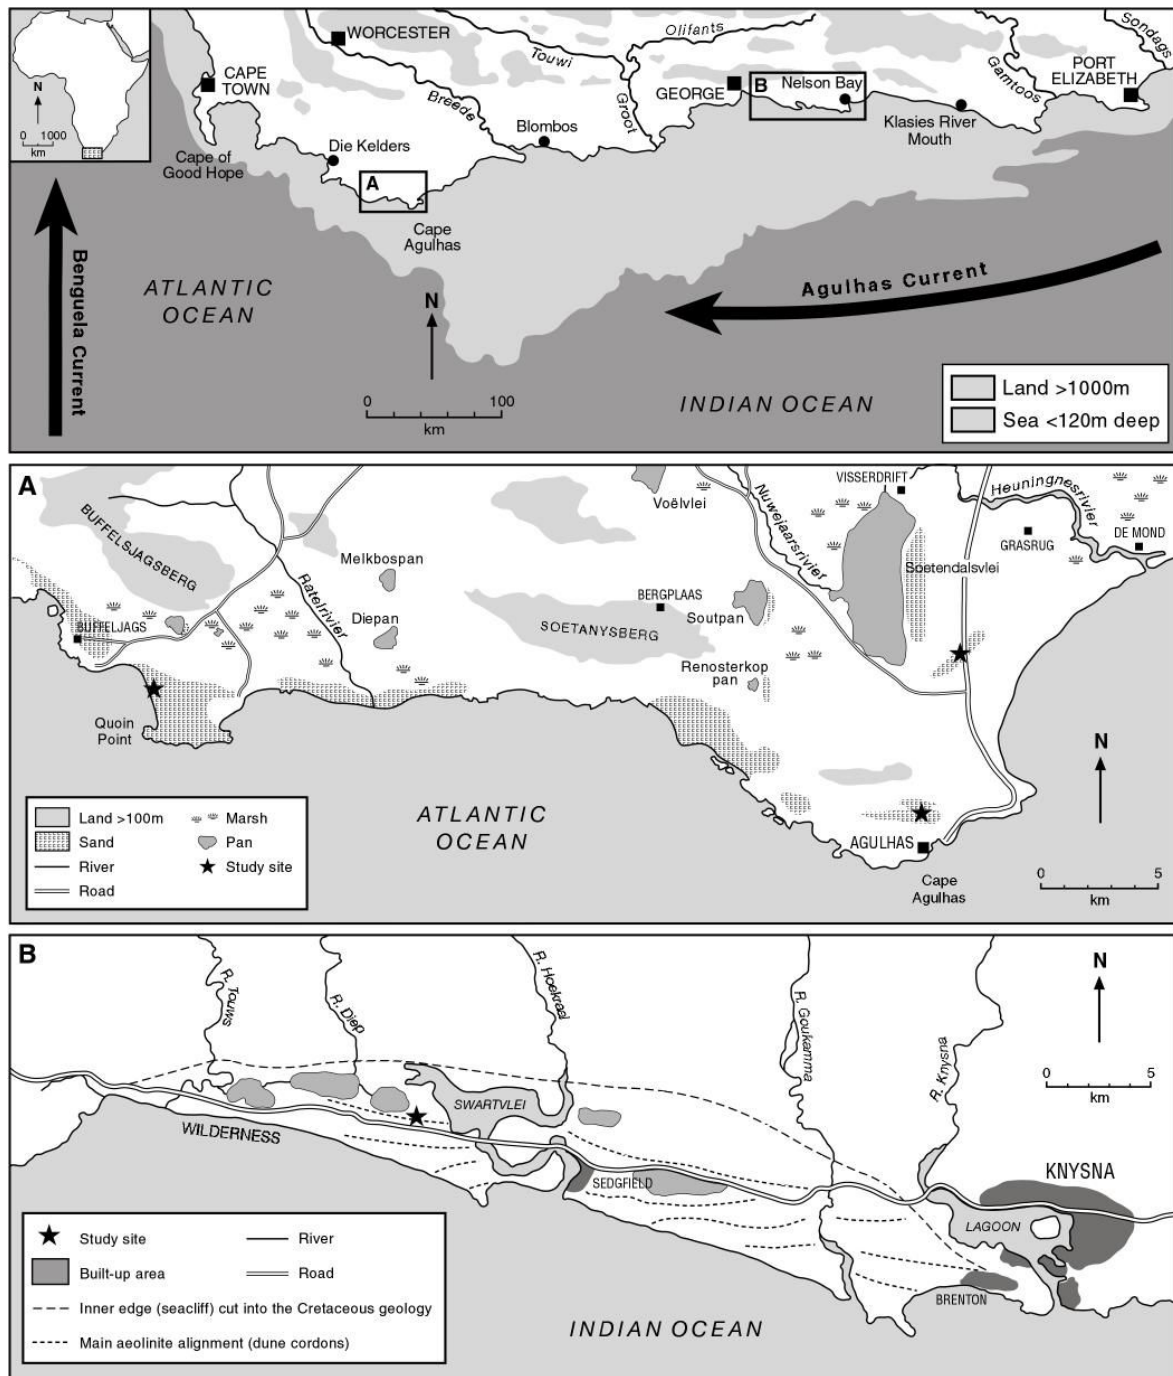 N
0 1000
km
WORCESTER
CAPE
TOWN
Cape of
Good Hope
Breede
Touwi
Olifants
Groot
GEORGE
B
Nelson Bay
Gamtoos
Sondags
PORT
ELIZABETH
Klasies River
Mouth
Blombos
Die Kelders
A
Cape
Agulhas
Benguela Current
ATLANTIC
OCEAN
N
0 100
km
Agulhas Current
INDIAN OCEAN
Land >1000m
Sea <120m deep
A
BUFFELSJAGSBERG
BUFFELJAGS
Quoin
Point
Ratelrivier
Melkbospan
Diepan
Voëlvlei
BERGPLAAS
SOETANYSBERG
Soutpan
Renosterkop
pan
Nuwejaarsrivier
VISSERDRIFT
Soetendalsvlei
Heuningnesrivier
GRASRUG
DE MOND
N
ATLANTIC
OCEAN
AGULHAS
Cape
Agulhas
0 5
km
Land >100m
Marsh
Sand
Pan
River
Study site
Road
B
R. Touws
R. Diep
R. Hoekraal
R. Goukamma
R. Knysna
N
0 5
km
WILDERNESS
SWARTVLEI
SEDGFIELD
KNYSNA
LAGOON
BRENTON
INDIAN OCEAN
Study site
River
Built-up area
Road
Inner edge (seacliff) cut into the Cretaceous geology
Main aeolinite alignment (dune cordons)